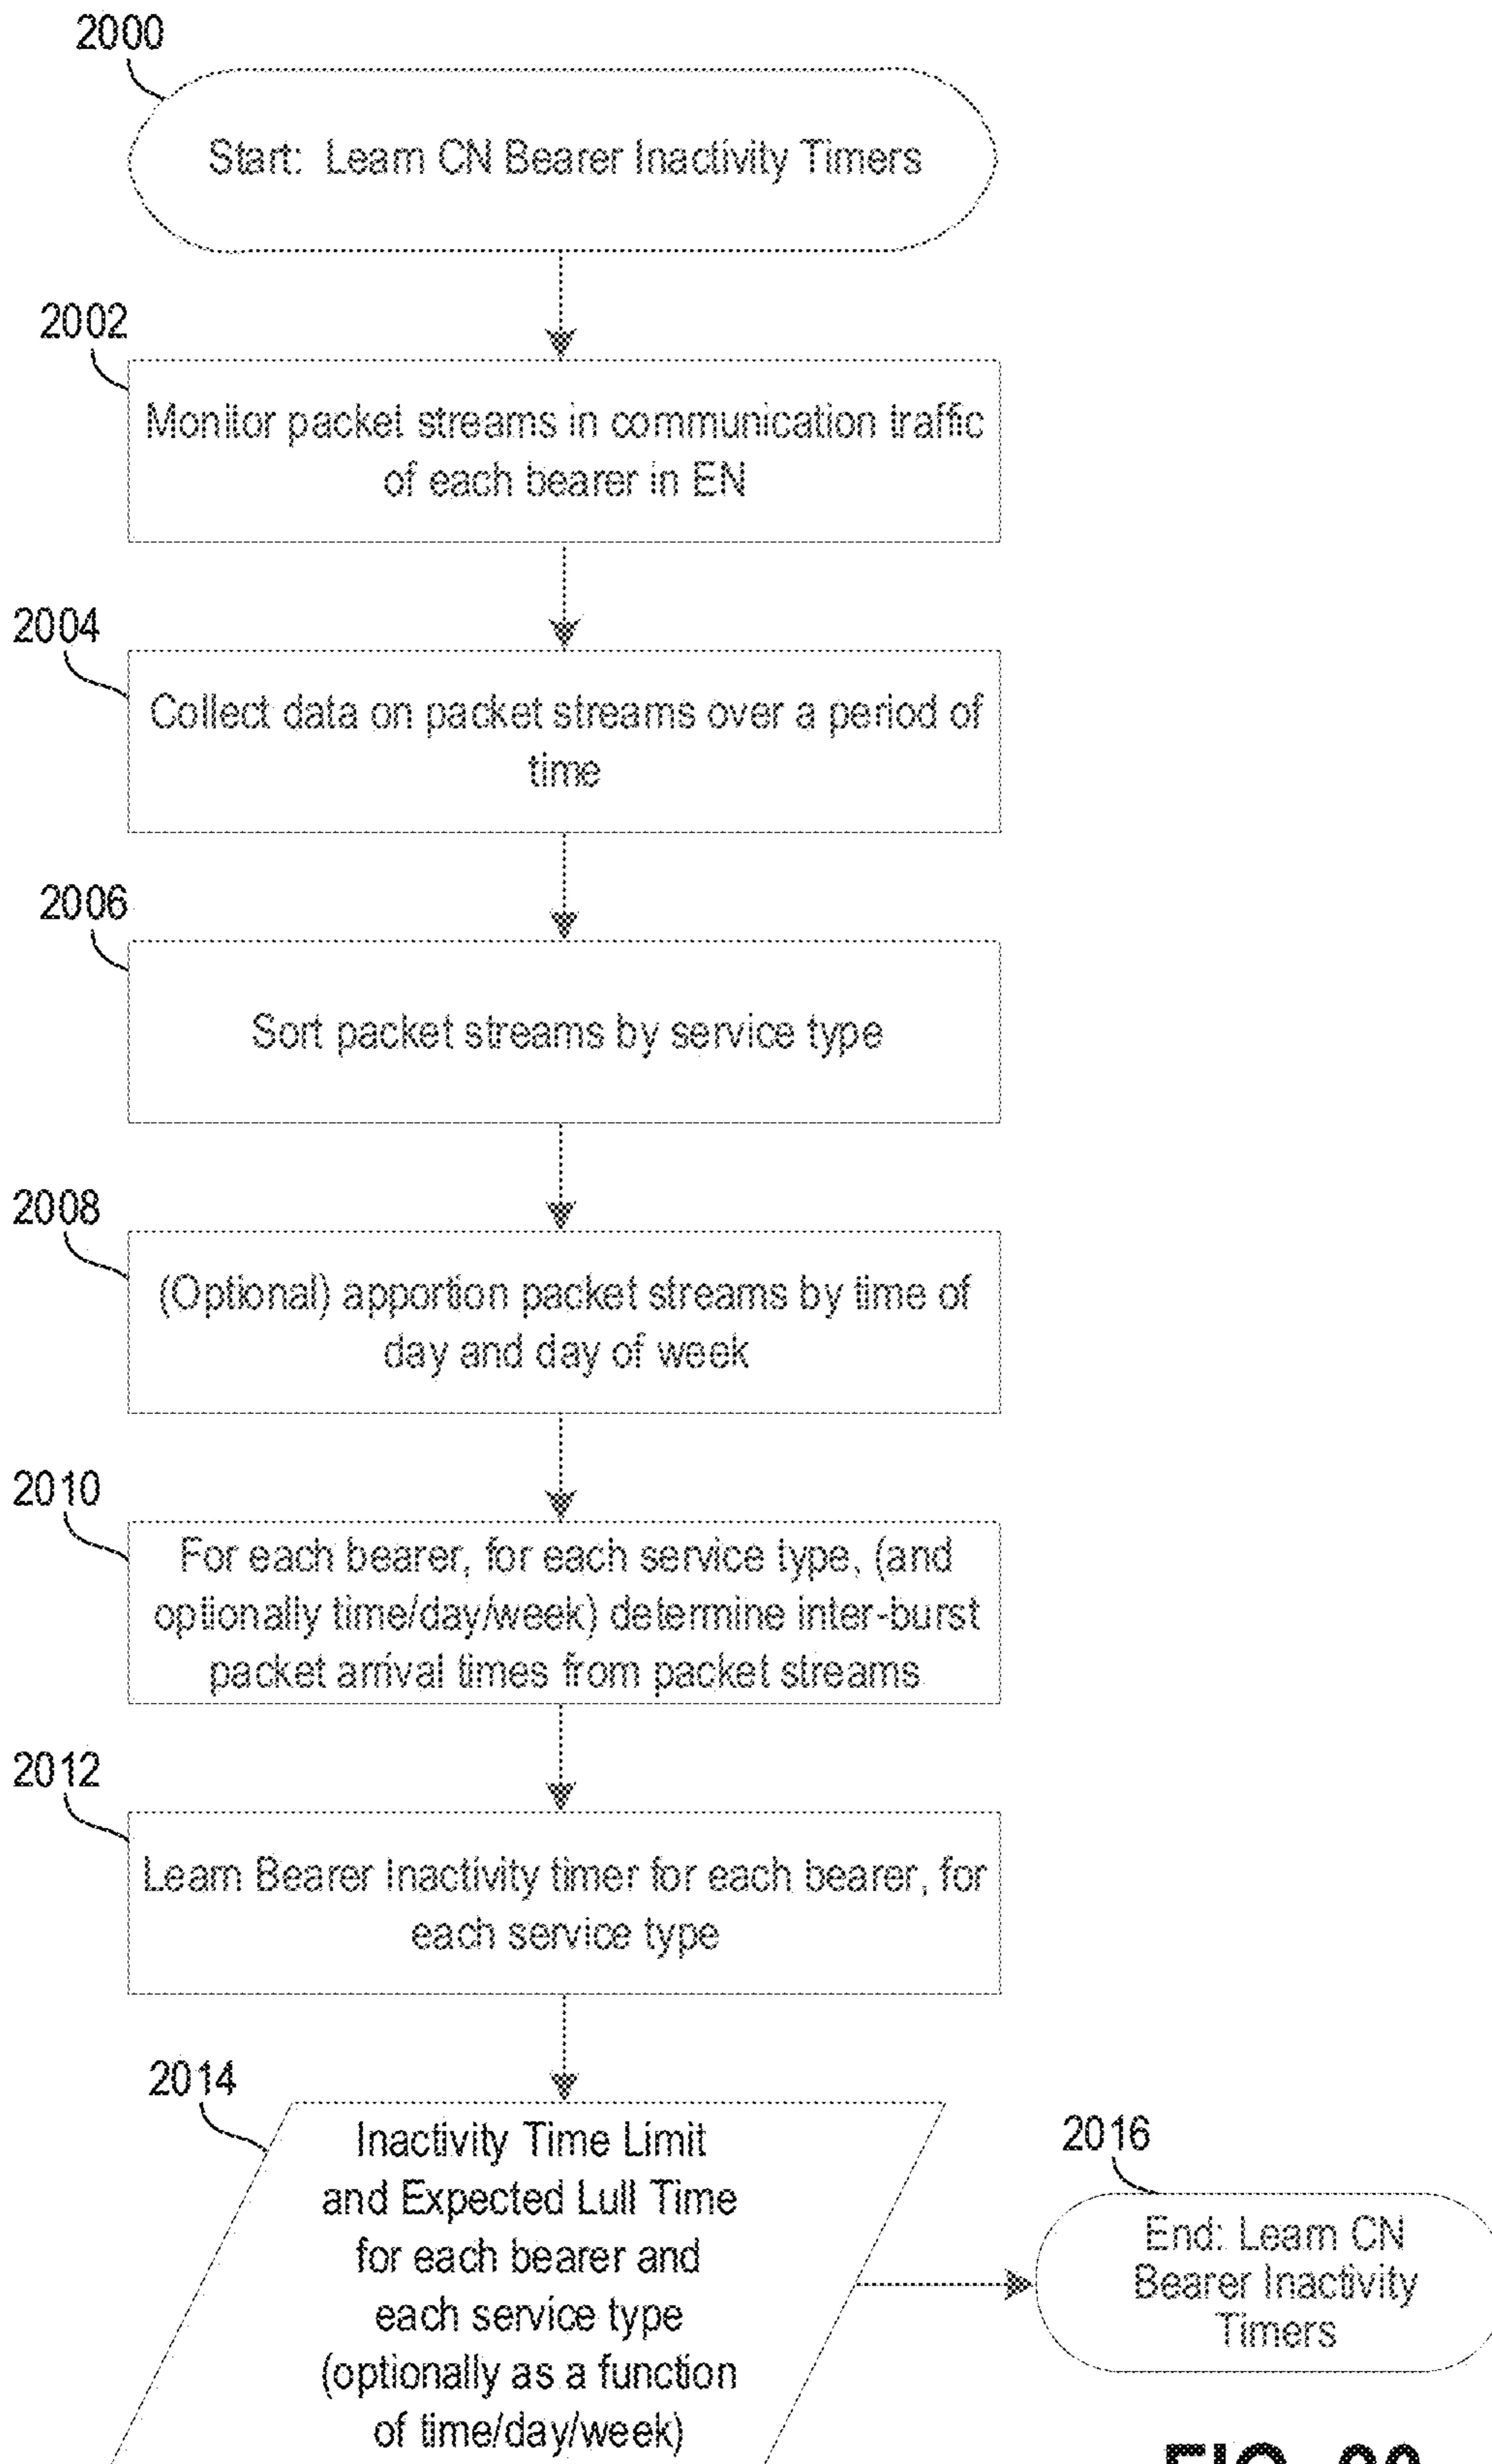 2000
Start: Learn CN Bearer Inactivity Timers
2002
Monitor packet streams in communication traffic
of each bearer in EN
2004
Collect data on packet streams over a period of
time
2006
Sort packet streams by service type
2008
(Optional) apportion packet streams by time of
day and day of week
2010
For each bearer, for each service type, (and
optionally time/day/week) determine inter-burst
packet arrival times from packet streams
2012
Learn Bearer Inactivity timer for each bearer, for
each service type
2014
Inactivity Time Limit
and Expected Lull Time
for each bearer and
each service type
(optionally as a function
of time/day/week)
2016
End: Learn CN
Bearer Inactivity
Timers
FIG. 20